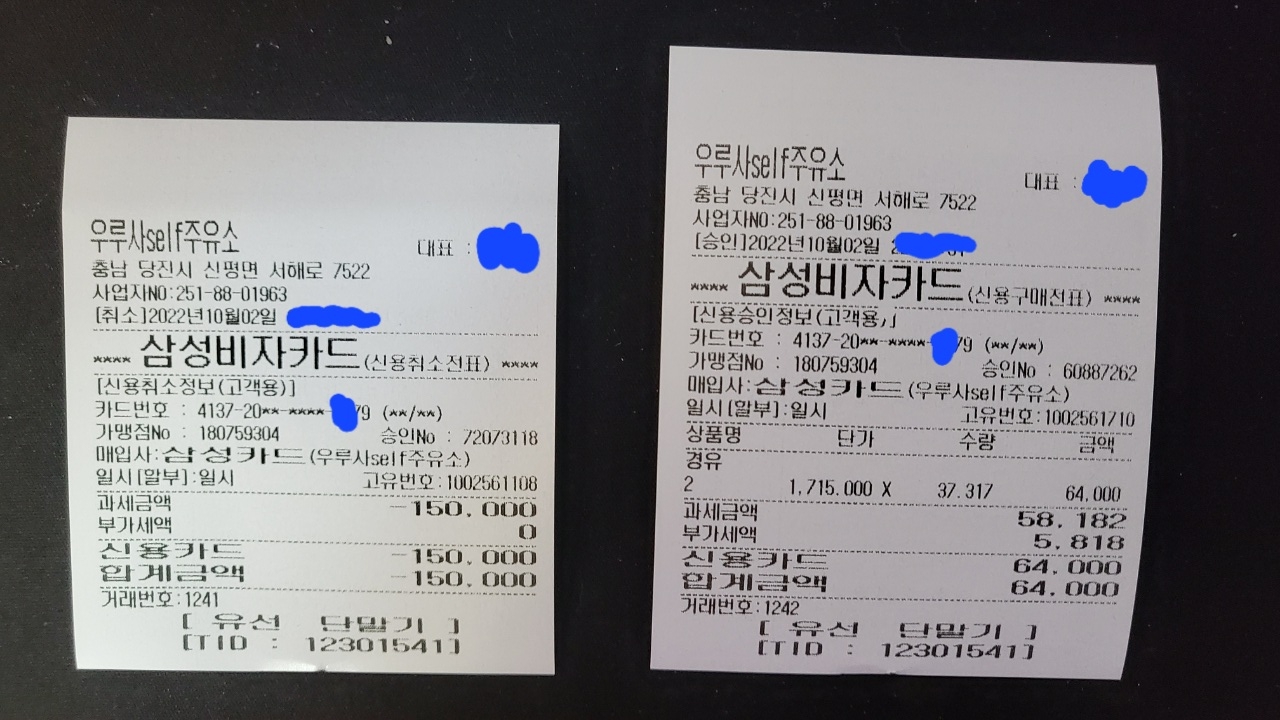 우루사self주유소
대표 :
충남 당진시 신평면 서해로 7522
사업자NO:251-88-01963
[취소]2022년10월02일
**** 삼성비자카드(신용취소전표) ****
[신용취소정보(고객용)]
카드번호 : 4137-20**-****- 79 (**/**)
가맹점No : 180759304 승인No : 72073118
매입사:삼성카드(우루사self주유소)
일시[할부]:일시 고유번호:1002561108
과세금액 -150,000
부가세액 0
신용카드 -150,000
합계금액 -150,000
거래번호:1241
[ 유선 단말기 ]
[TID : 12301541]
우루사self주유소
대표 :
충남 당진시 신평면 서해로 7522
사업자NO:251-88-01963
[승인]2022년10월02일
**** 삼성비자카드(신용구매전표) ****
[신용승인정보(고객용)]
카드번호 : 4137-20**-****- 79 (**/**)
가맹점No : 180759304 승인No : 60887262
매입사:삼성카드(우루사self주유소)
일시[할부]:일시 고유번호:1002561710
상품명 단가 수량 금액
경유
2 1,715.000 X 37.317 64,000
과세금액 58,182
부가세액 5,818
신용카드 64,000
합계금액 64,000
거래번호:1242
[ 유선 단말기 ]
[TID : 12301541]